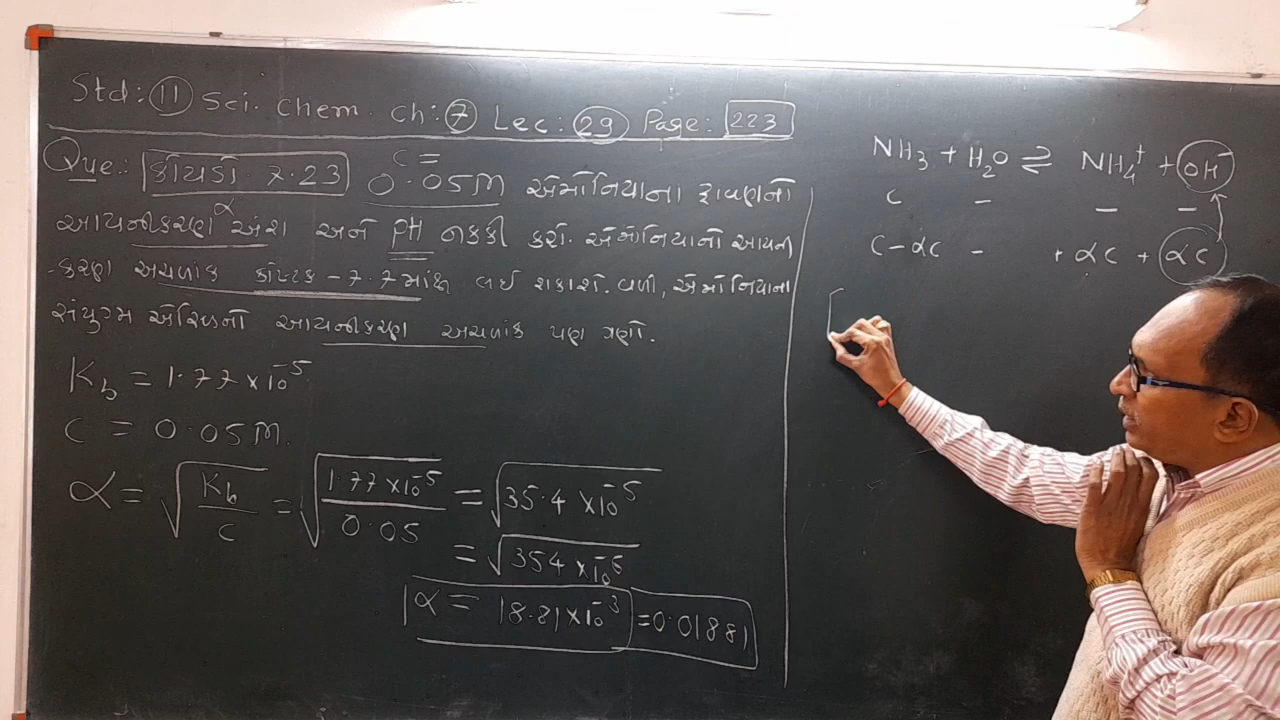 Std: 11 Sci. Chem. Ch: 7 Lec: 29 Page: 223
Que.: કોયડો 7.23 C = 0.05M એમોનિયાના દ્રાવણનો
આયનીકરણ α અંશ અને pH નક્કી કરો. એમોનિયાનો આયની
-કરણ અચળાંક કોષ્ટક - 7.7માંથી લઈ શકાશે. વળી, એમોનિયાના
સંયુગ્મ એસિડનો આયનીકરણ અચળાંક પણ ગણો.
Kb = 1.77 × 10⁻⁵
C = 0.05M.
α = √(Kb/C) = √(1.77 × 10⁻⁵/0.05) = √(35.4 × 10⁻⁵)
= √(354 × 10⁻⁶)
α = 18.81 × 10⁻³ = 0.01881
NH₃ + H₂O ⇌ NH₄⁺ + OH⁻
C - - -
C - αC - + αC + αC